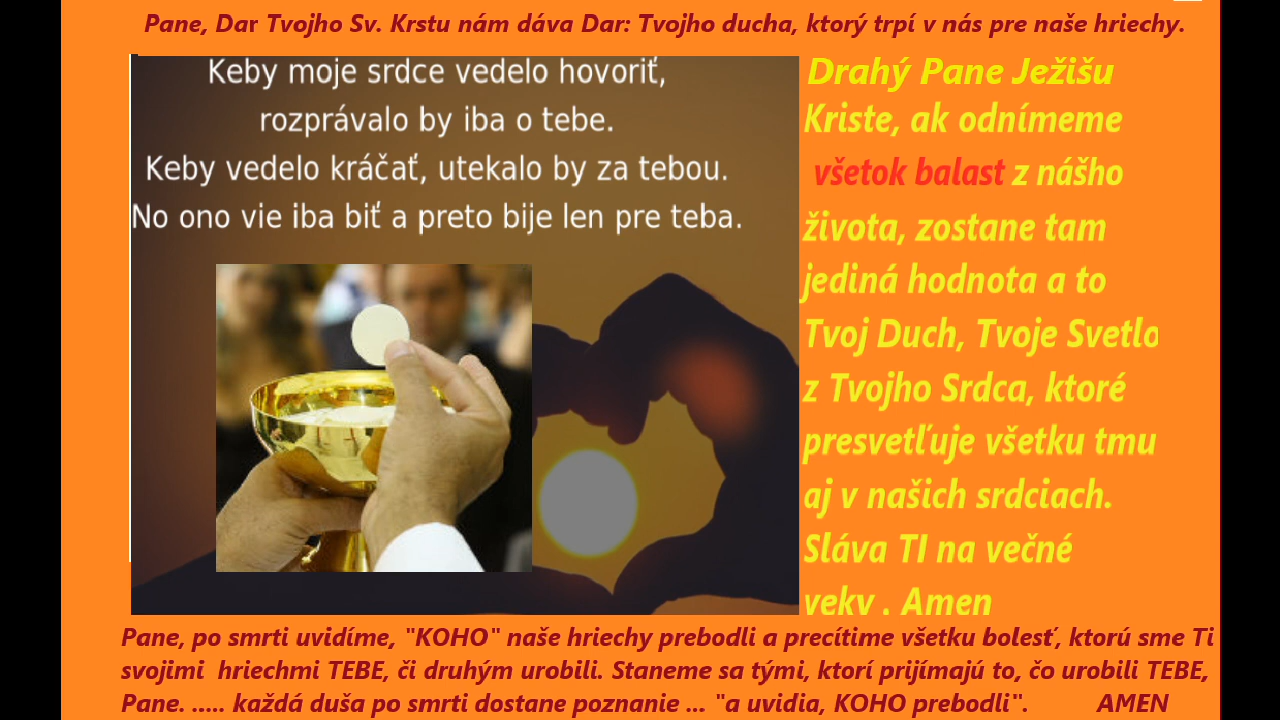 Pane, Dar Tvojho Sv. Krstu nám dáva Dar: Tvojho ducha, ktorý trpí v nás pre naše hriechy.
Keby moje srdce vedelo hovoriť,
rozprávalo by iba o tebe.
Keby vedelo kráčať, utekalo by za tebou.
No ono vie iba biť a preto bije len pre teba.
Drahý Pane Ježišu
Kriste, ak odnímeme
všetok balast z nášho
života, zostane tam
jediná hodnota a to
Tvoj Duch, Tvoje Svetlo
z Tvojho Srdca, ktoré
presvetľuje všetku tmu
aj v našich srdciach.
Sláva TI na večné
veky . Amen
Pane, po smrti uvidíme, "KOHO" naše hriechy prebodli a precítime všetku bolesť, ktorú sme Ti
svojimi hriechmi TEBE, či druhým urobili. Staneme sa tými, ktorí prijímajú to, čo urobili TEBE,
Pane. ..... každá duša po smrti dostane poznanie ... "a uvidia, KOHO prebodli". AMEN